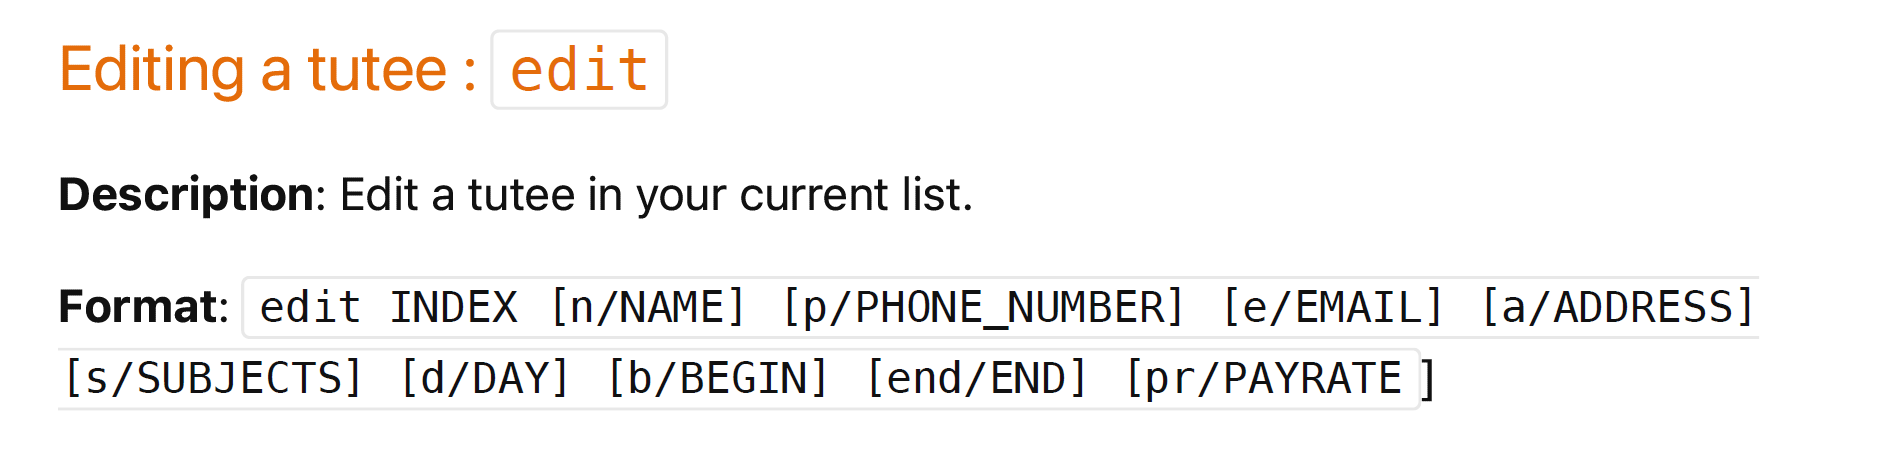 Editing a tutee : edit
Description: Edit a tutee in your current list.
Format: edit INDEX [n/NAME] [p/PHONE_NUMBER] [e/EMAIL] [a/ADDRESS]
[s/SUBJECTS] [d/DAY] [b/BEGIN] [end/END] [pr/PAYRATE ]